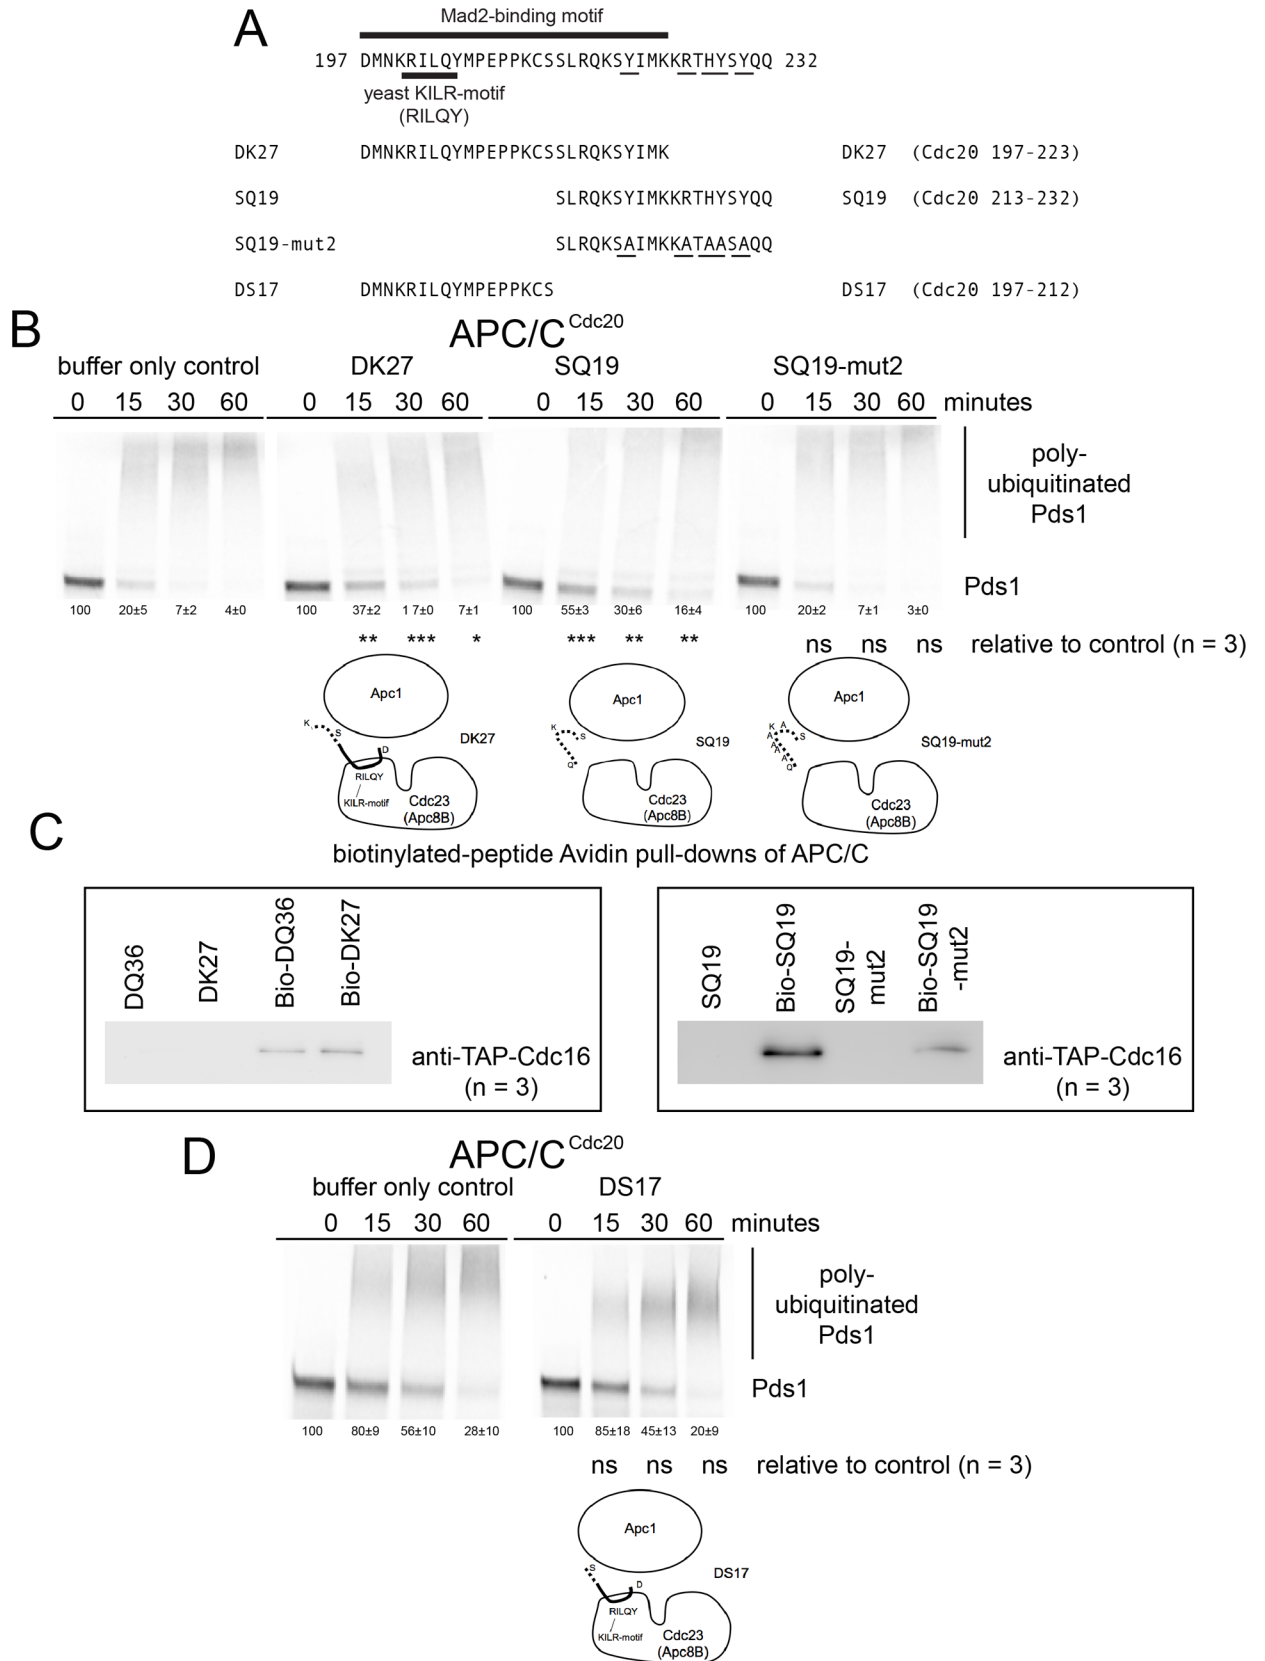 A
Mad2-binding motif
197 DMNKRILQYMPEPPKCSSLRQKSYIMKKRTHYSYQQ 232
yeast KILR-motif
(RILQY)
DK27 DMNKRILQYMPEPPKCSSLRQKSYIMK DK27 (Cdc20 197-223)
SQ19 SLRQKSYIMKKRTHYSYQQ SQ19 (Cdc20 213-232)
SQ19-mut2 SLRQKSAIMKKATAASAQQ
DS17 DMNKRILQYMPEPPKCS DS17 (Cdc20 197-212)
B
APC/C^Cdc20
buffer only control DK27 SQ19 SQ19-mut2
0 15 30 60 0 15 30 60 0 15 30 60 0 15 30 60 minutes
poly-
ubiquitinated
Pds1
Pds1
100 20±5 7±2 4±0 100 37±2 1 7±0 7±1 100 55±3 30±6 16±4 100 20±2 7±1 3±0
** *** * *** ** ** ns ns ns relative to control (n = 3)
Apc1
K
S
D
DK27
RILQY
KILR-motif
Cdc23
(Apc8B)
Apc1
K
S
Q
SQ19
Cdc23
(Apc8B)
Apc1
K
A
S
A
A
A
A
Q
SQ19-mut2
Cdc23
(Apc8B)
C
biotinylated-peptide Avidin pull-downs of APC/C
DQ36
DK27
Bio-DQ36
Bio-DK27
anti-TAP-Cdc16
(n = 3)
SQ19
Bio-SQ19
SQ19-
mut2
Bio-SQ19
-mut2
anti-TAP-Cdc16
(n = 3)
D
APC/C^Cdc20
buffer only control DS17
0 15 30 60 0 15 30 60 minutes
poly-
ubiquitinated
Pds1
Pds1
100 80±9 56±10 28±10 100 85±18 45±13 20±9
ns ns ns relative to control (n = 3)
Apc1
S
D
DS17
RILQY
KILR-motif
Cdc23
(Apc8B)